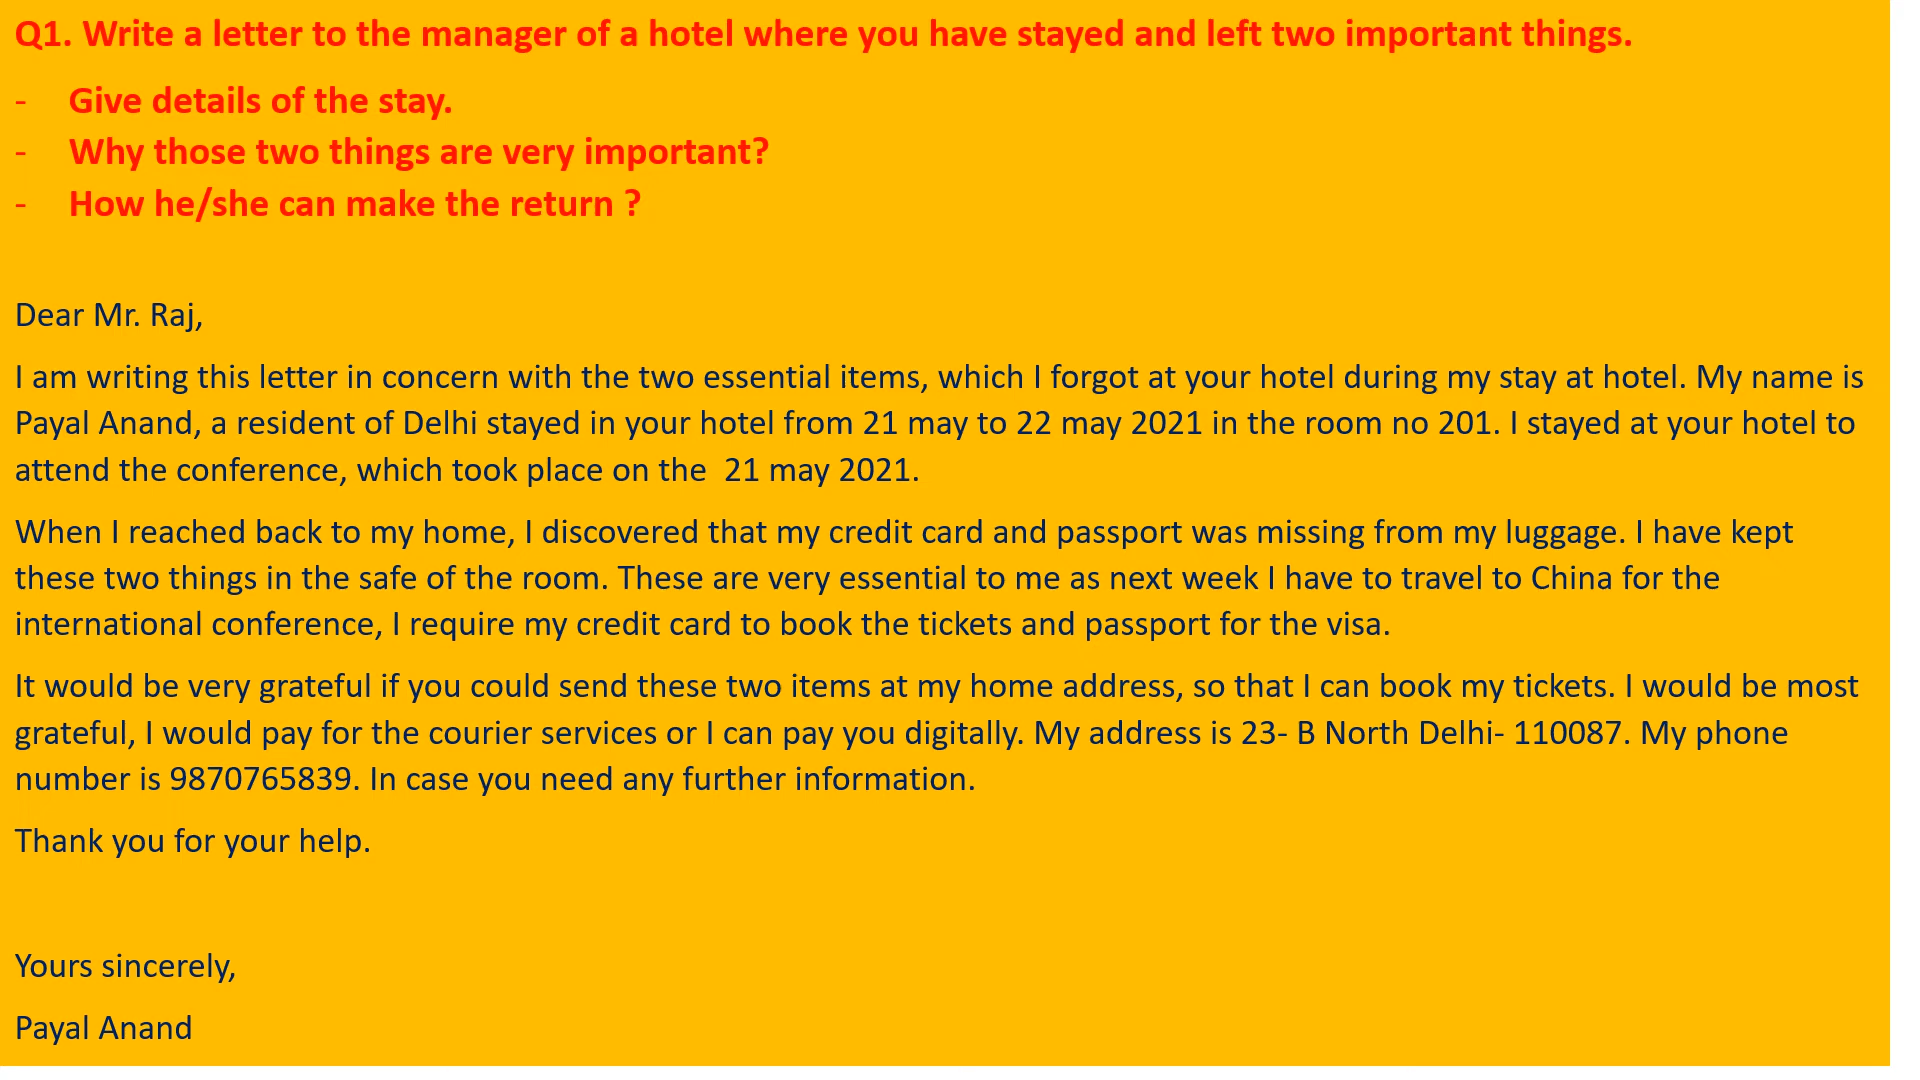 Q1. Write a letter to the manager of a hotel where you have stayed and left two important things.
- Give details of the stay.
- Why those two things are very important?
- How he/she can make the return ?
Dear Mr. Raj,
I am writing this letter in concern with the two essential items, which I forgot at your hotel during my stay at hotel. My name is
Payal Anand, a resident of Delhi stayed in your hotel from 21 may to 22 may 2021 in the room no 201. I stayed at your hotel to
attend the conference, which took place on the  21 may 2021.
When I reached back to my home, I discovered that my credit card and passport was missing from my luggage. I have kept
these two things in the safe of the room. These are very essential to me as next week I have to travel to China for the
international conference, I require my credit card to book the tickets and passport for the visa.
It would be very grateful if you could send these two items at my home address, so that I can book my tickets. I would be most
grateful, I would pay for the courier services or I can pay you digitally. My address is 23- B North Delhi- 110087. My phone
number is 9870765839. In case you need any further information.
Thank you for your help.
Yours sincerely,
Payal Anand